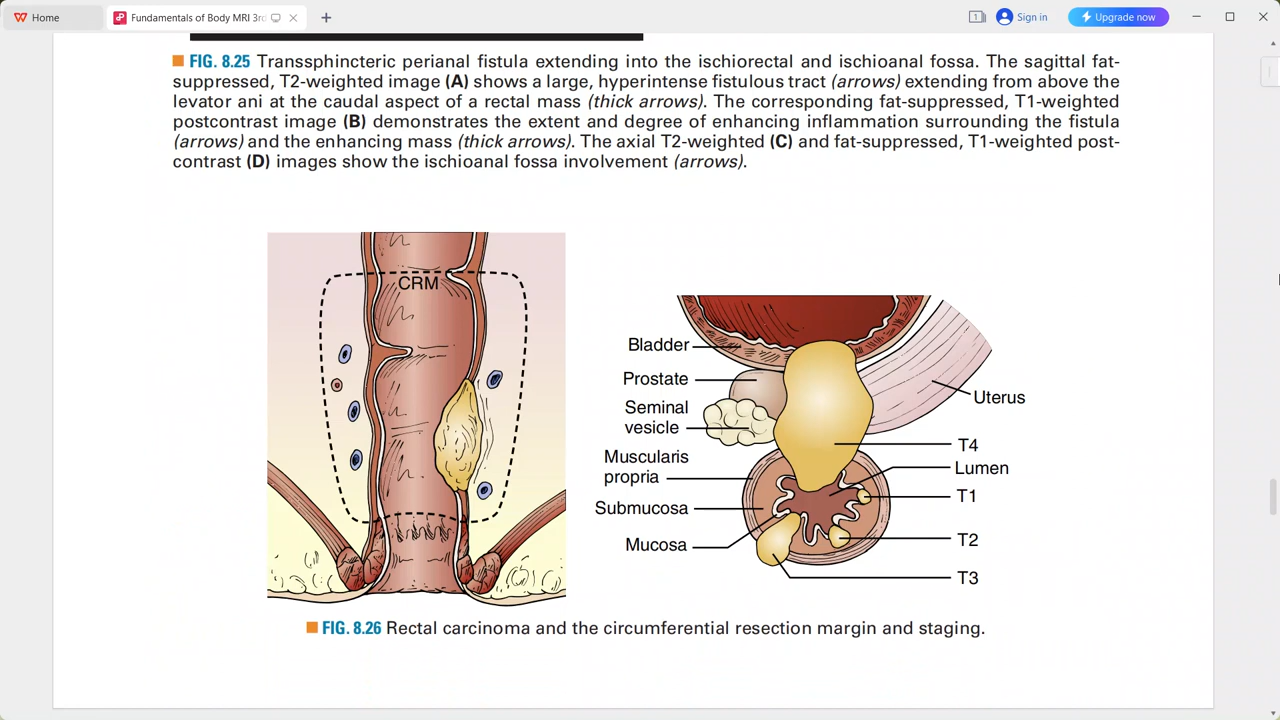 Home
Fundamentals of Body MRI 3rd
Sign in
Upgrade now
FIG. 8.25 Transsphincteric perianal fistula extending into the ischiorectal and ischioanal fossa. The sagittal fat-
suppressed, T2-weighted image (A) shows a large, hyperintense fistulous tract (arrows) extending from above the
levator ani at the caudal aspect of a rectal mass (thick arrows). The corresponding fat-suppressed, T1-weighted
postcontrast image (B) demonstrates the extent and degree of enhancing inflammation surrounding the fistula
(arrows) and the enhancing mass (thick arrows). The axial T2-weighted (C) and fat-suppressed, T1-weighted post-
contrast (D) images show the ischioanal fossa involvement (arrows).
CRM
Bladder
Prostate
Seminal
vesicle
Muscularis
propria
Submucosa
Mucosa
Uterus
T4
Lumen
T1
T2
T3
FIG. 8.26 Rectal carcinoma and the circumferential resection margin and staging.